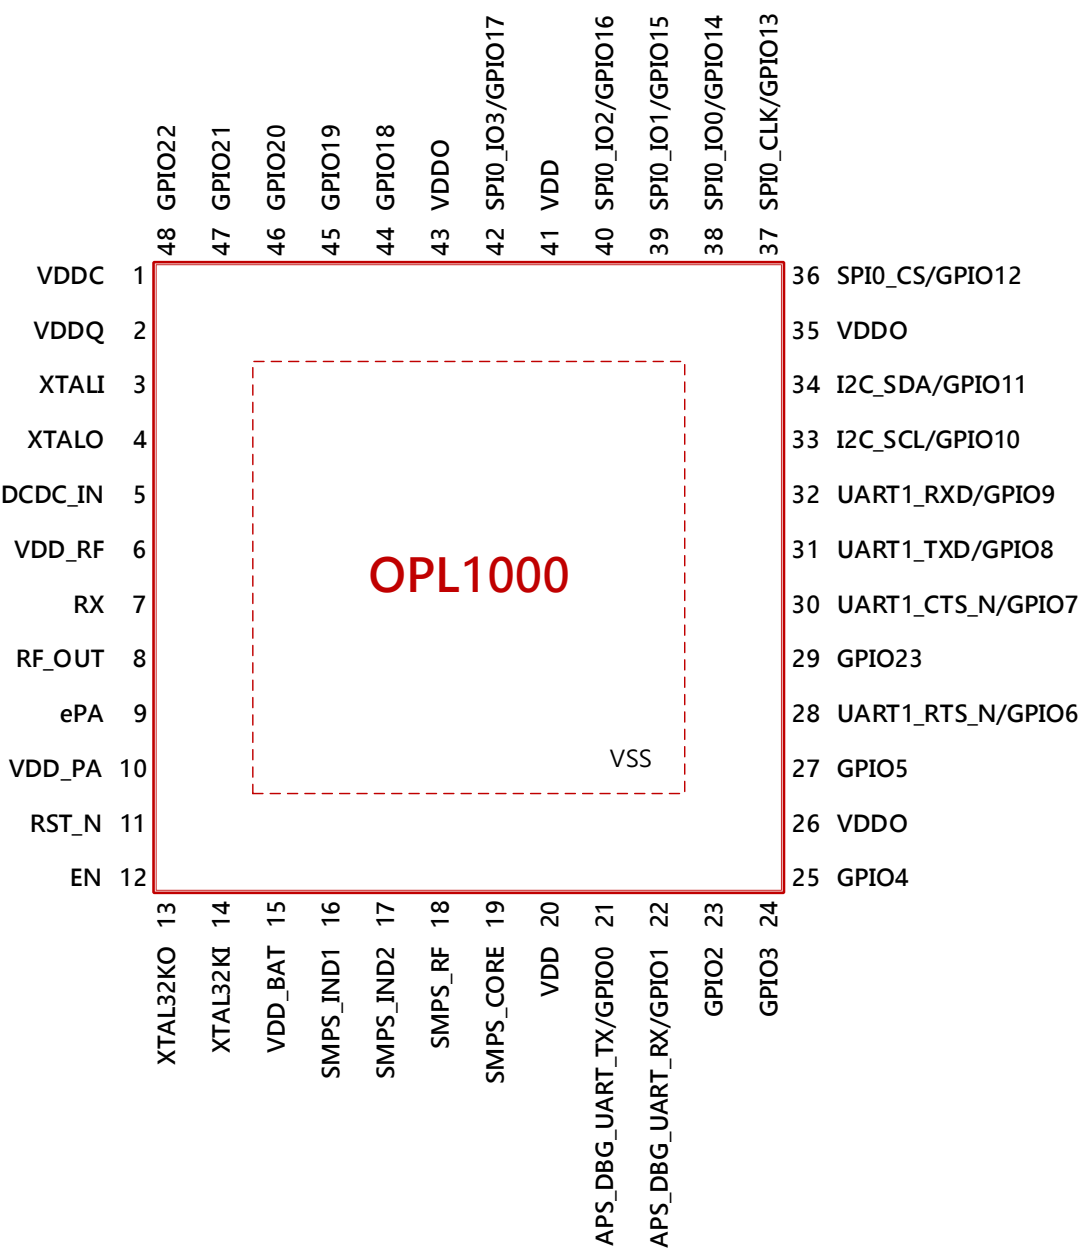 48 GPIO22
47 GPIO21
46 GPIO20
45 GPIO19
44 GPIO18
43 VDDO
42 SPI0_IO3/GPIO17
41 VDD
40 SPI0_IO2/GPIO16
39 SPI0_IO1/GPIO15
38 SPI0_IO0/GPIO14
37 SPI0_CLK/GPIO13
VDDC 1
VDDQ 2
XTALI 3
XTALO 4
DCDC_IN 5
VDD_RF 6
RX 7
RF_OUT 8
ePA 9
VDD_PA 10
RST_N 11
EN 12
OPL1000
VSS
36 SPI0_CS/GPIO12
35 VDDO
34 I2C_SDA/GPIO11
33 I2C_SCL/GPIO10
32 UART1_RXD/GPIO9
31 UART1_TXD/GPIO8
30 UART1_CTS_N/GPIO7
29 GPIO23
28 UART1_RTS_N/GPIO6
27 GPIO5
26 VDDO
25 GPIO4
XTAL32KO 13
XTAL32KI 14
VDD_BAT 15
SMPS_IND1 16
SMPS_IND2 17
SMPS_RF 18
SMPS_CORE 19
VDD 20
APS_DBG_UART_TX/GPIO0 21
APS_DBG_UART_RX/GPIO1 22
GPIO2 23
GPIO3 24